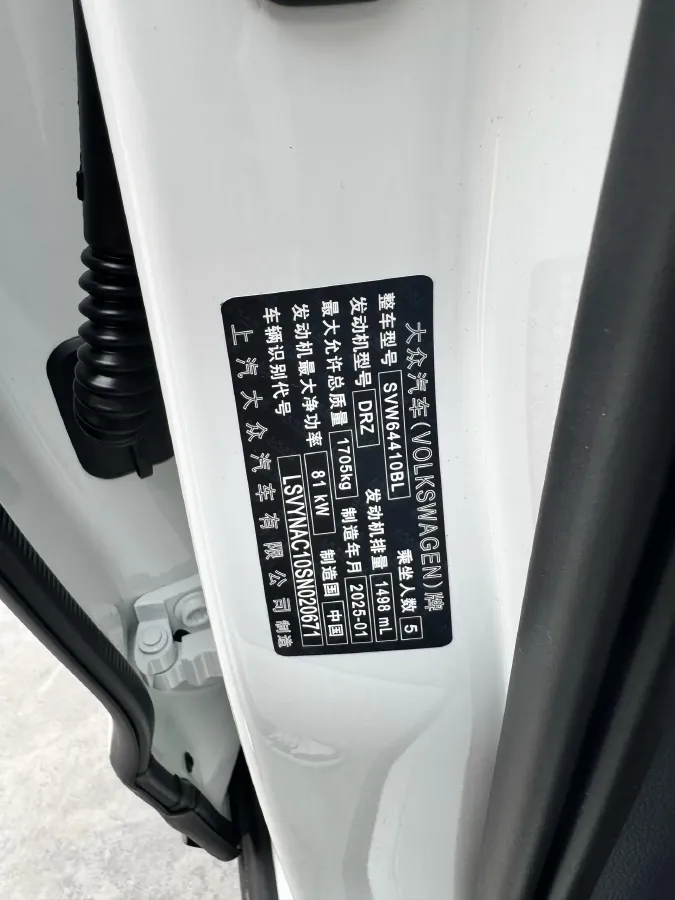 大众汽车(VOLKSWAGEN)牌
整车型号 SVW64410BL 乘坐人数 5
发动机型号 DRZ 发动机排量 1498 mL
最大允许总质量 1705kg 制造年月 2025-01
发动机最大净功率 81 kW 制造国 中国
车辆识别代号 LSVYNAC10SN020671
上汽大众汽车有限公司 制造